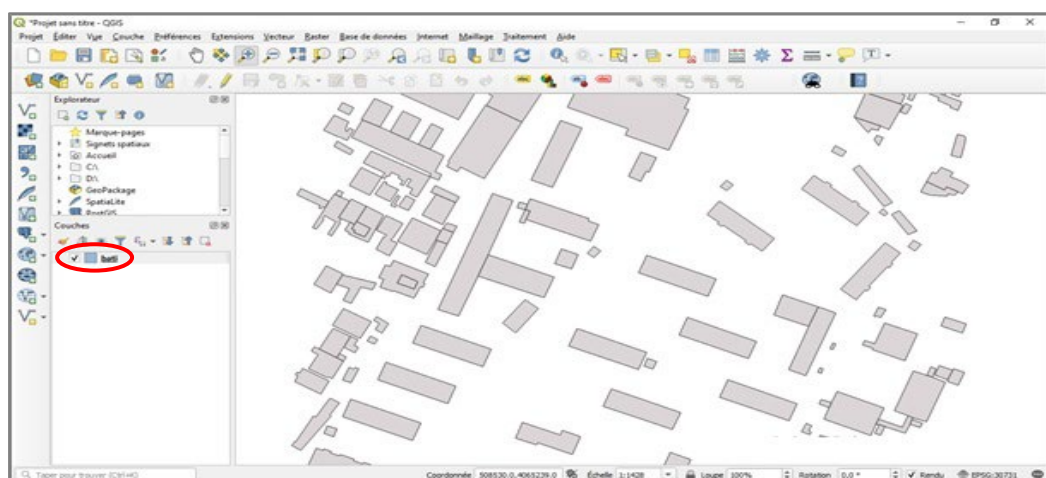 *Projet sans titre - QGIS
Projet Éditer Vue Couche Préférences Extensions Vecteur Raster Base de données Internet Maillage Traitement Aide
Explorateur
Marque-pages
Signets spatiaux
Accueil
C:\
D:\
GeoPackage
SpatiaLite
PostGIS
Couches
bati
Taper pour trouver (Ctrl+K)
Coordonnée 508530.0,4065239.0 Échelle 1:1428 Loupe 100% Rotation 0,0 ° Rendu EPSG:30731